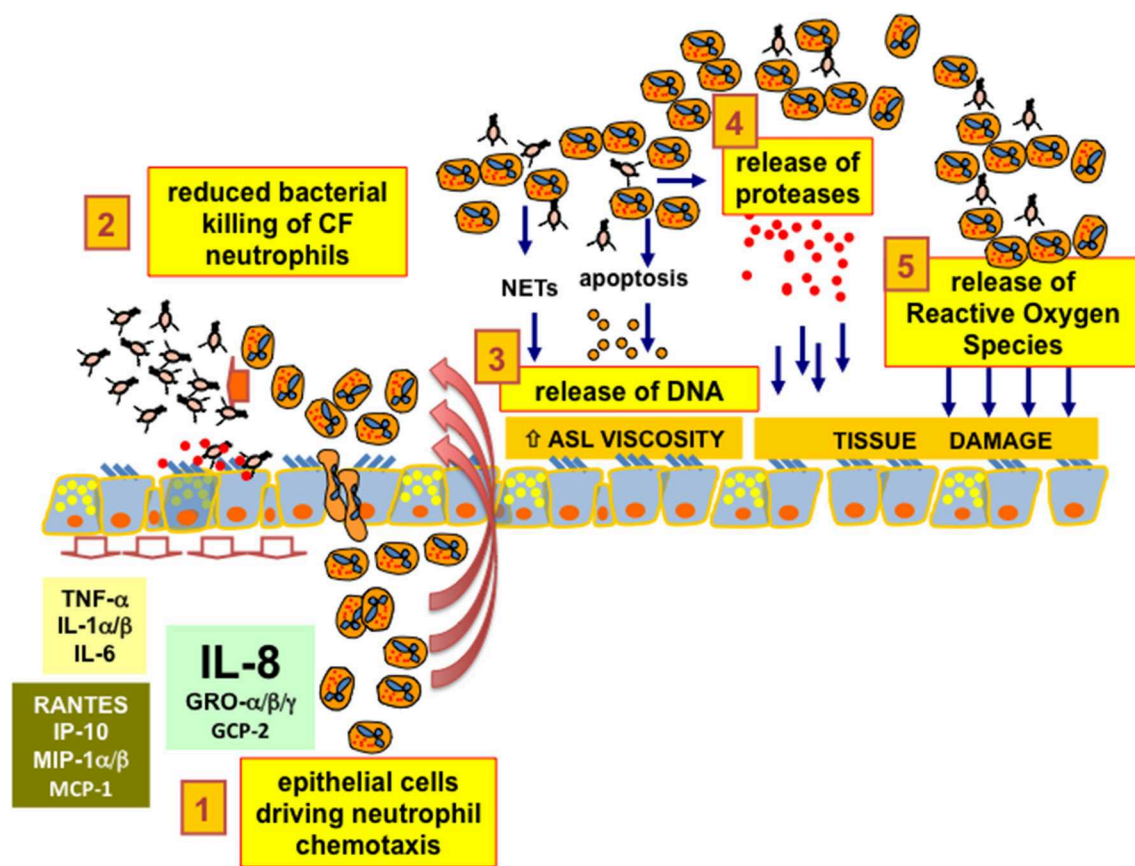 1
epithelial cells
driving neutrophil
chemotaxis
TNF-α
IL-1α/β
IL-6
RANTES
IP-10
MIP-1α/β
MCP-1
IL-8
GRO-α/β/γ
GCP-2
2
reduced bacterial
killing of CF
neutrophils
NETs
apoptosis
3
release of DNA
⇧ ASL VISCOSITY
4
release of
proteases
5
release of
Reactive Oxygen
Species
TISSUE DAMAGE